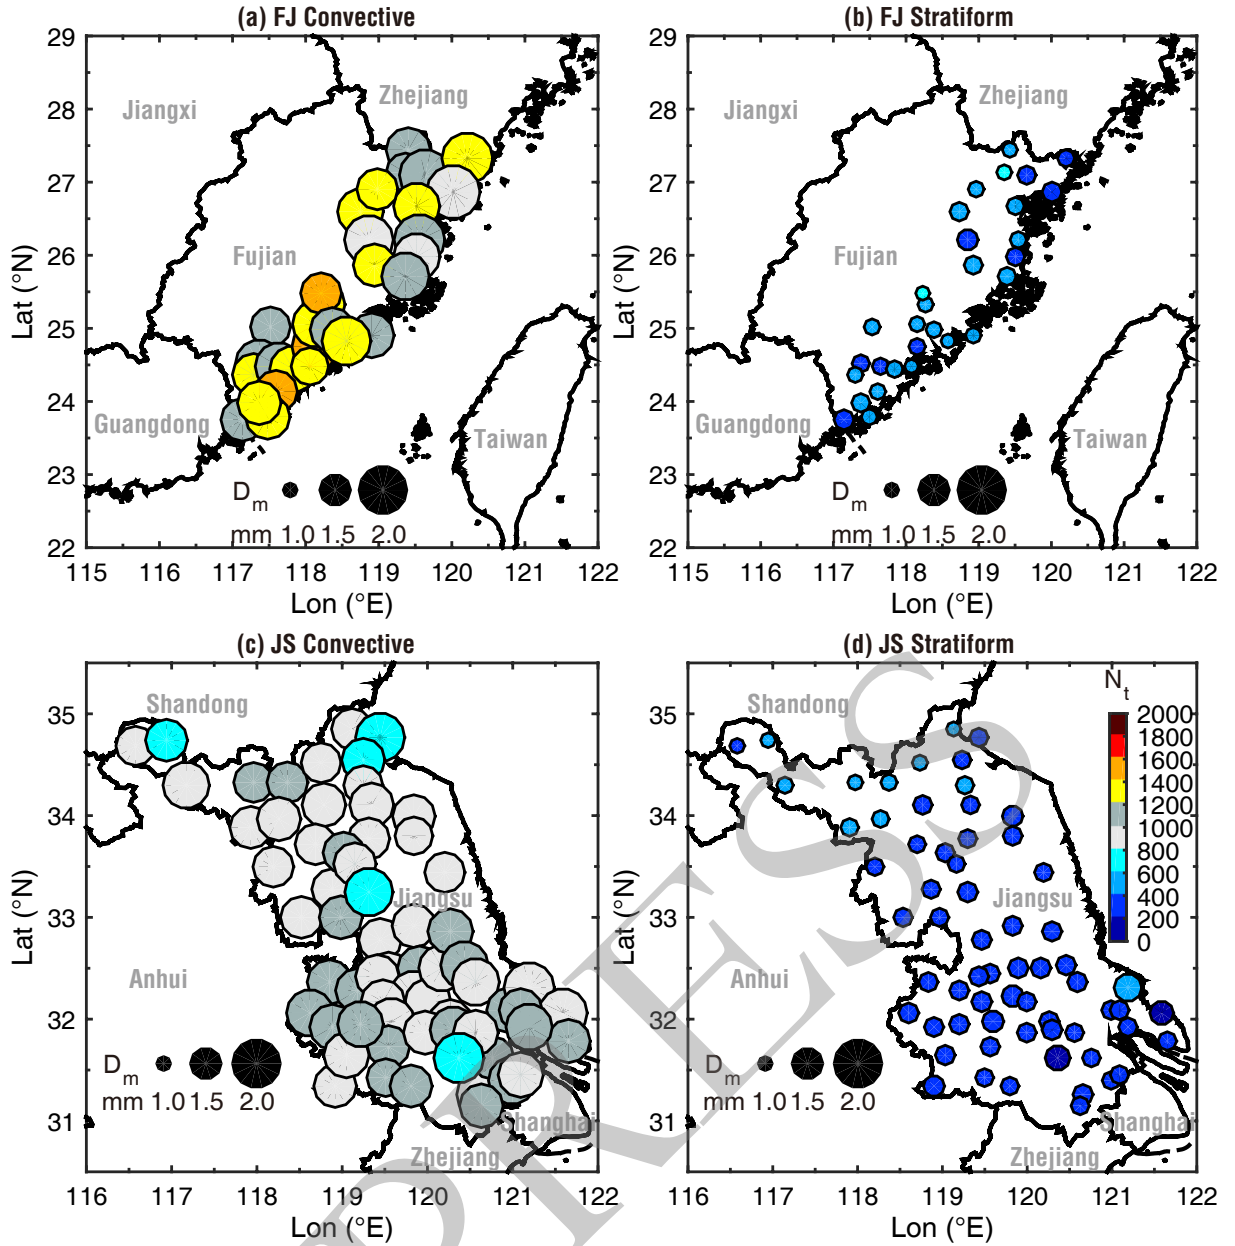 (a) FJ Convective
29
28
27
26
25
24
23
22
Lat (°N)
Jiangxi
Zhejiang
Fujian
Guangdong
Taiwan
Dm
mm 1.0 1.5 2.0
115 116 117 118 119 120 121 122
Lon (°E)
(b) FJ Stratiform
29
28
27
26
25
24
23
22
Lat (°N)
Jiangxi
Zhejiang
Fujian
Guangdong
Taiwan
Dm
mm 1.0 1.5 2.0
115 116 117 118 119 120 121 122
Lon (°E)
(c) JS Convective
35
34
33
32
31
Lat (°N)
Shandong
Jiangsu
Anhui
Dm
mm 1.0 1.5 2.0
Shanghai
Zhejiang
116 117 118 119 120 121 122
Lon (°E)
(d) JS Stratiform
35
34
33
32
31
Lat (°N)
Shandong
Jiangsu
Anhui
Dm
mm 1.0 1.5 2.0
Shanghai
Zhejiang
Nt
2000
1800
1600
1400
1200
1000
800
600
400
200
0
116 117 118 119 120 121 122
Lon (°E)
PRESS